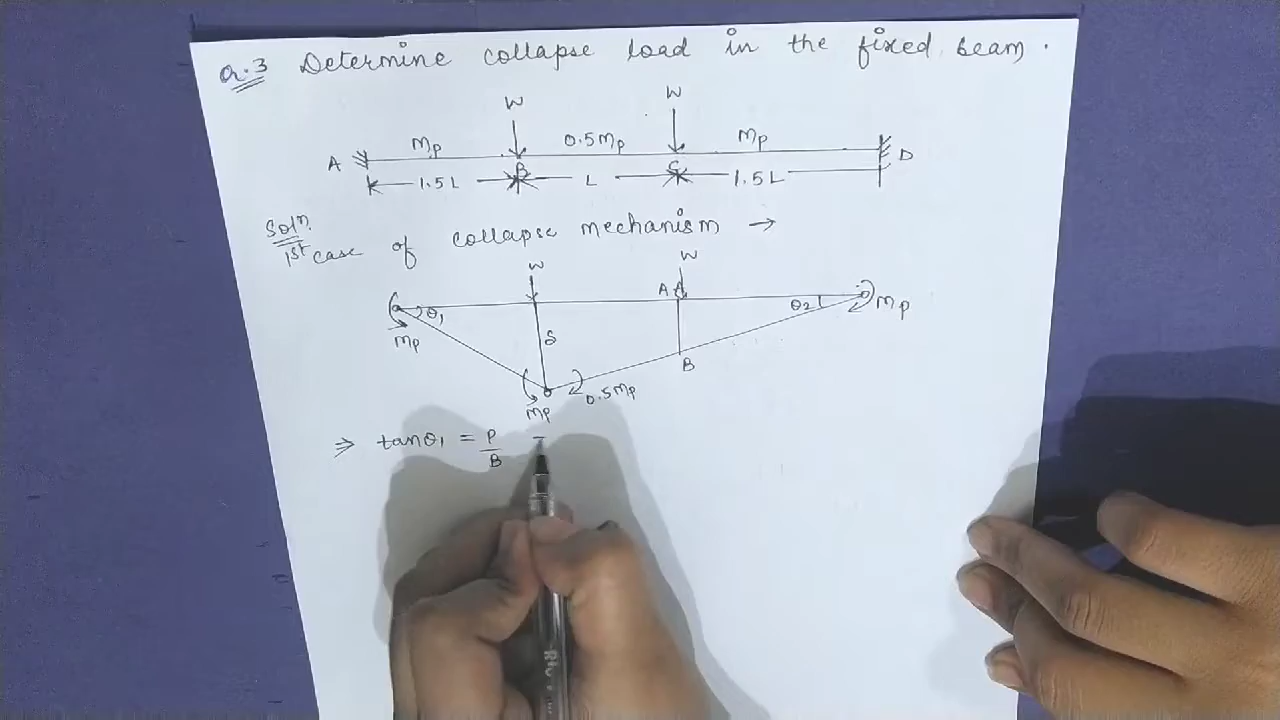 Q.3 Determine collapse load in the fixed beam.
W W
A Mp 0.5Mp Mp D
B C
1.5L L 1.5L
Solⁿ.
1st case of collapse mechanism →
W W
A
θ1 θ2 Mp
Mp δ
B
0.5Mp
Mp
⇒ tanθ1 = P/B =